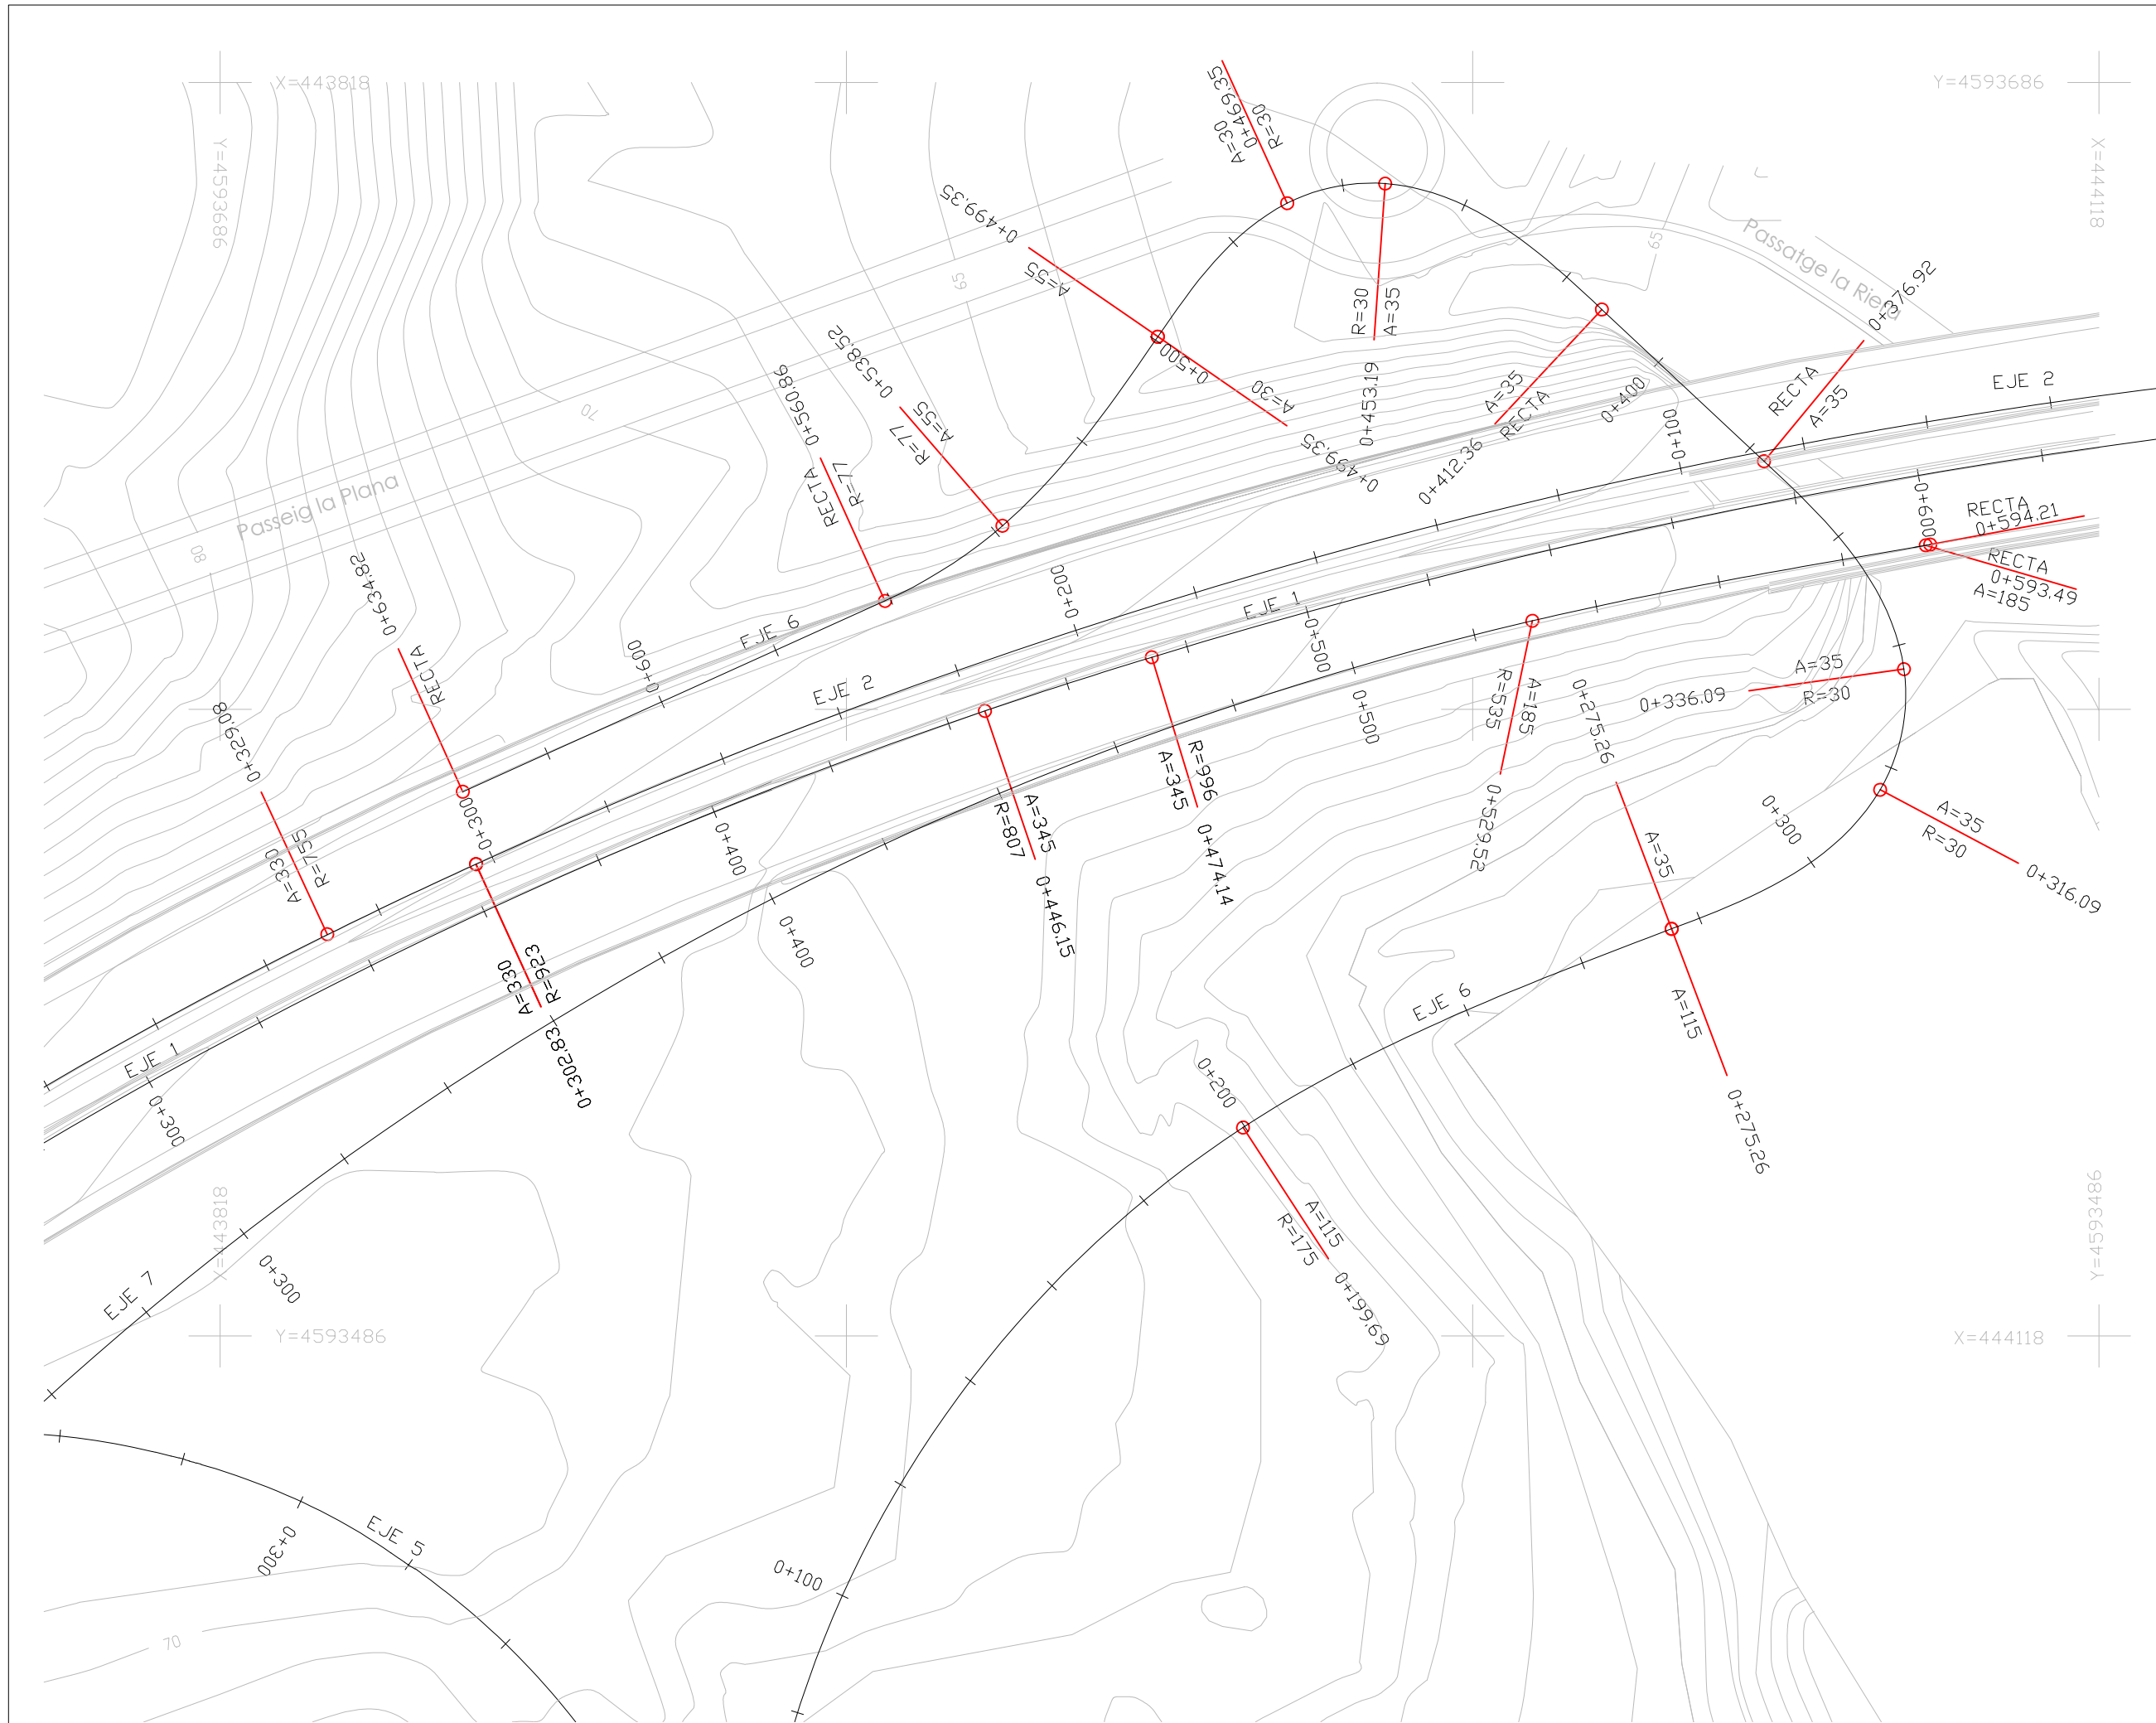 X=443818
Y=4593686
Y=4593686
X=444118
0+469.35
A=30
R=30
0+499.35
A=55
0+500
A=30
0+499.35
R=30
A=35
0+453.19
65
Passatge la Riera
0+376.92
RECTA
A=35
EJE 2
A=35
RECTA
0+412.36
0+400
0+100
65
0+538.52
A=55
R=77
0+560.86
RECTA
R=77
70
Passeig la Plana
80
0+600
RECTA
0+594.21
RECTA
0+593.49
A=185
0+634.82
RECTA
0+200
EJE 1
0+500
EJE 6
0+600
EJE 2
A=35
R=30
0+336.09
R=535
A=185
0+529.52
0+500
0+275.26
A=35
A=115
0+275.26
0+300
A=35
R=30
0+316.09
0+329.08
A=330
R=755
0+300
0+400
R=807
A=345
0+446.15
R=996
A=345
0+474.14
R=923
A=330
0+302.83
0+400
EJE 1
0+300
EJE 6
0+200
A=115
R=175
0+199.69
X=443818
Y=4593486
Y=4593486
X=444118
EJE 7
0+300
EJE 5
0+300
0+100
70